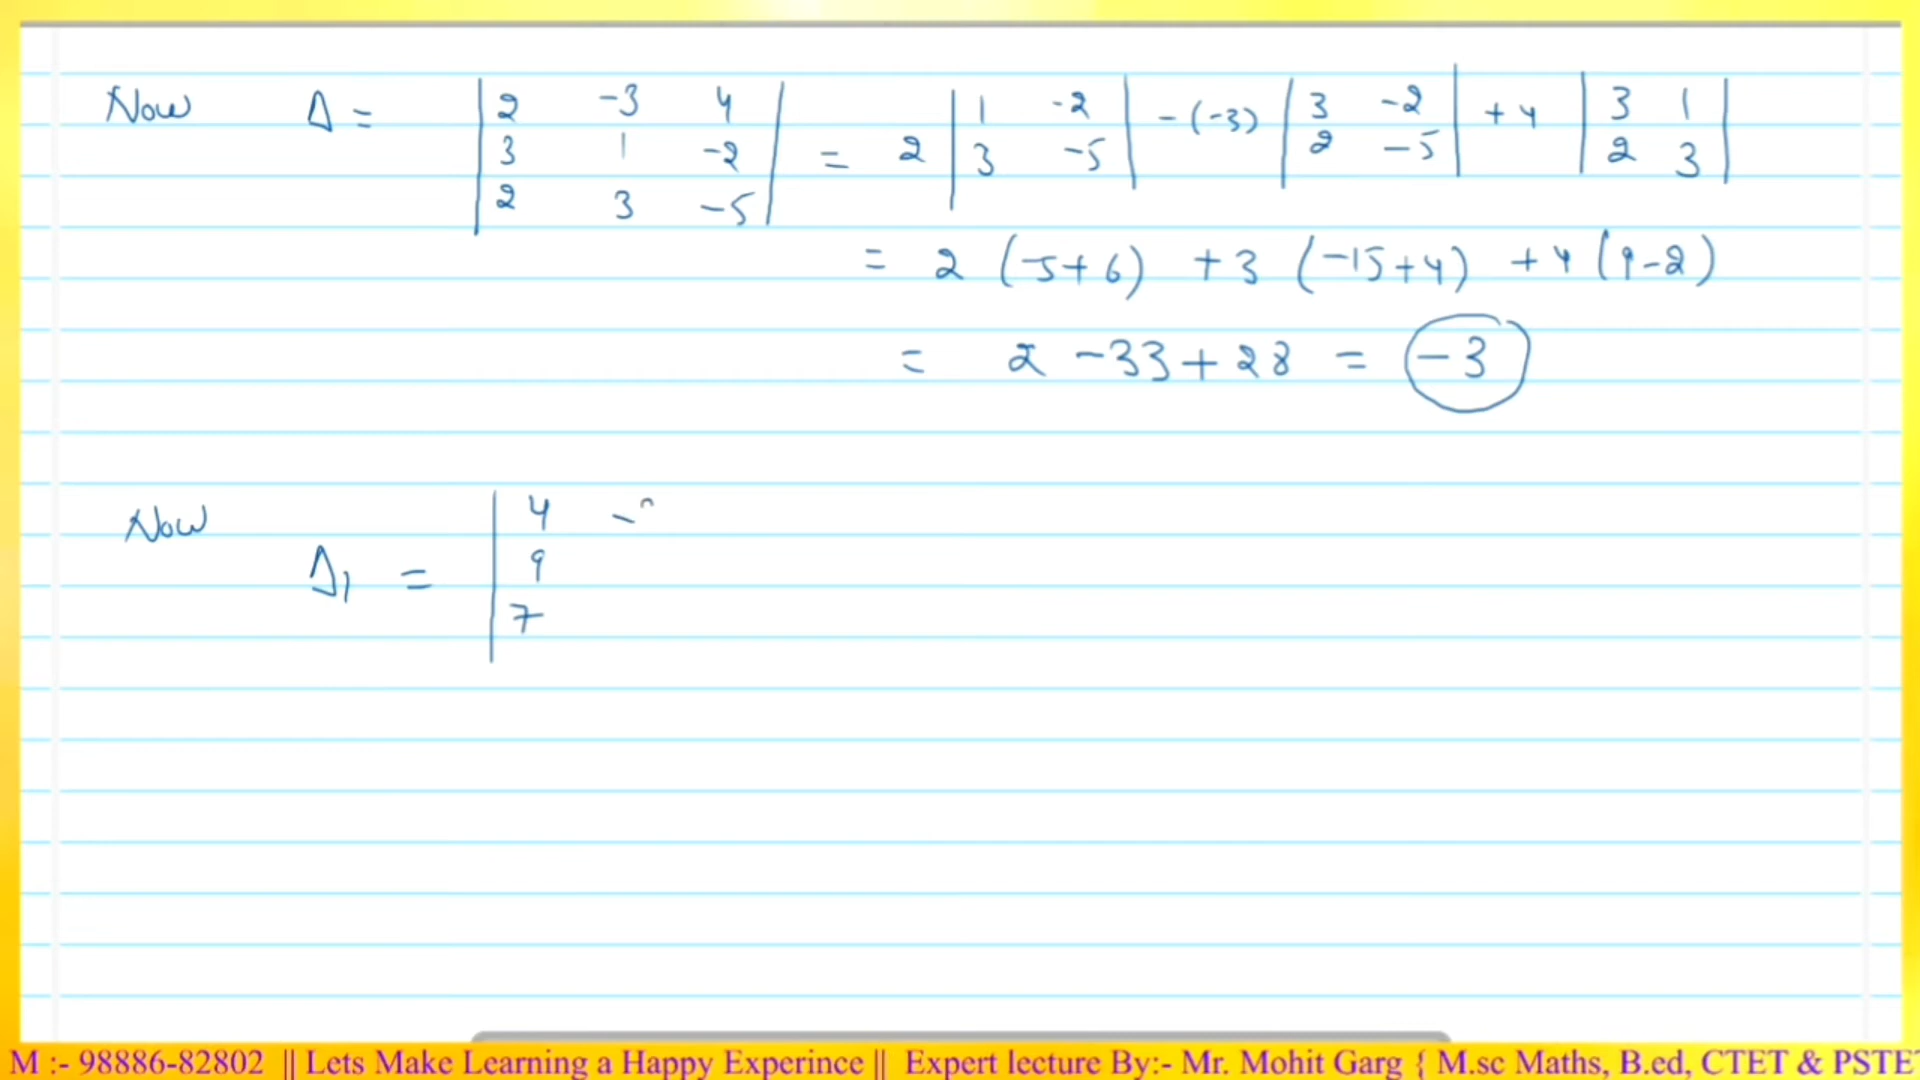 Now Δ = | 2 -3 4 | = 2 | 1 -2 | - (-3) | 3 -2 | + 4 | 3 1 |
| 3 1 -2 | | 3 -5 | | 2 -5 | | 2 3 |
| 2 3 -5 |
= 2 (-5+6) +3 (-15+4) +4 (9-2)
= 2 -33 + 28 = -3
Now Δ1 = | 4 -
9
7
M :- 98886-82802 || Lets Make Learning a Happy Experince || Expert lecture By:- Mr. Mohit Garg { M.sc Maths, B.ed, CTET & PSTET